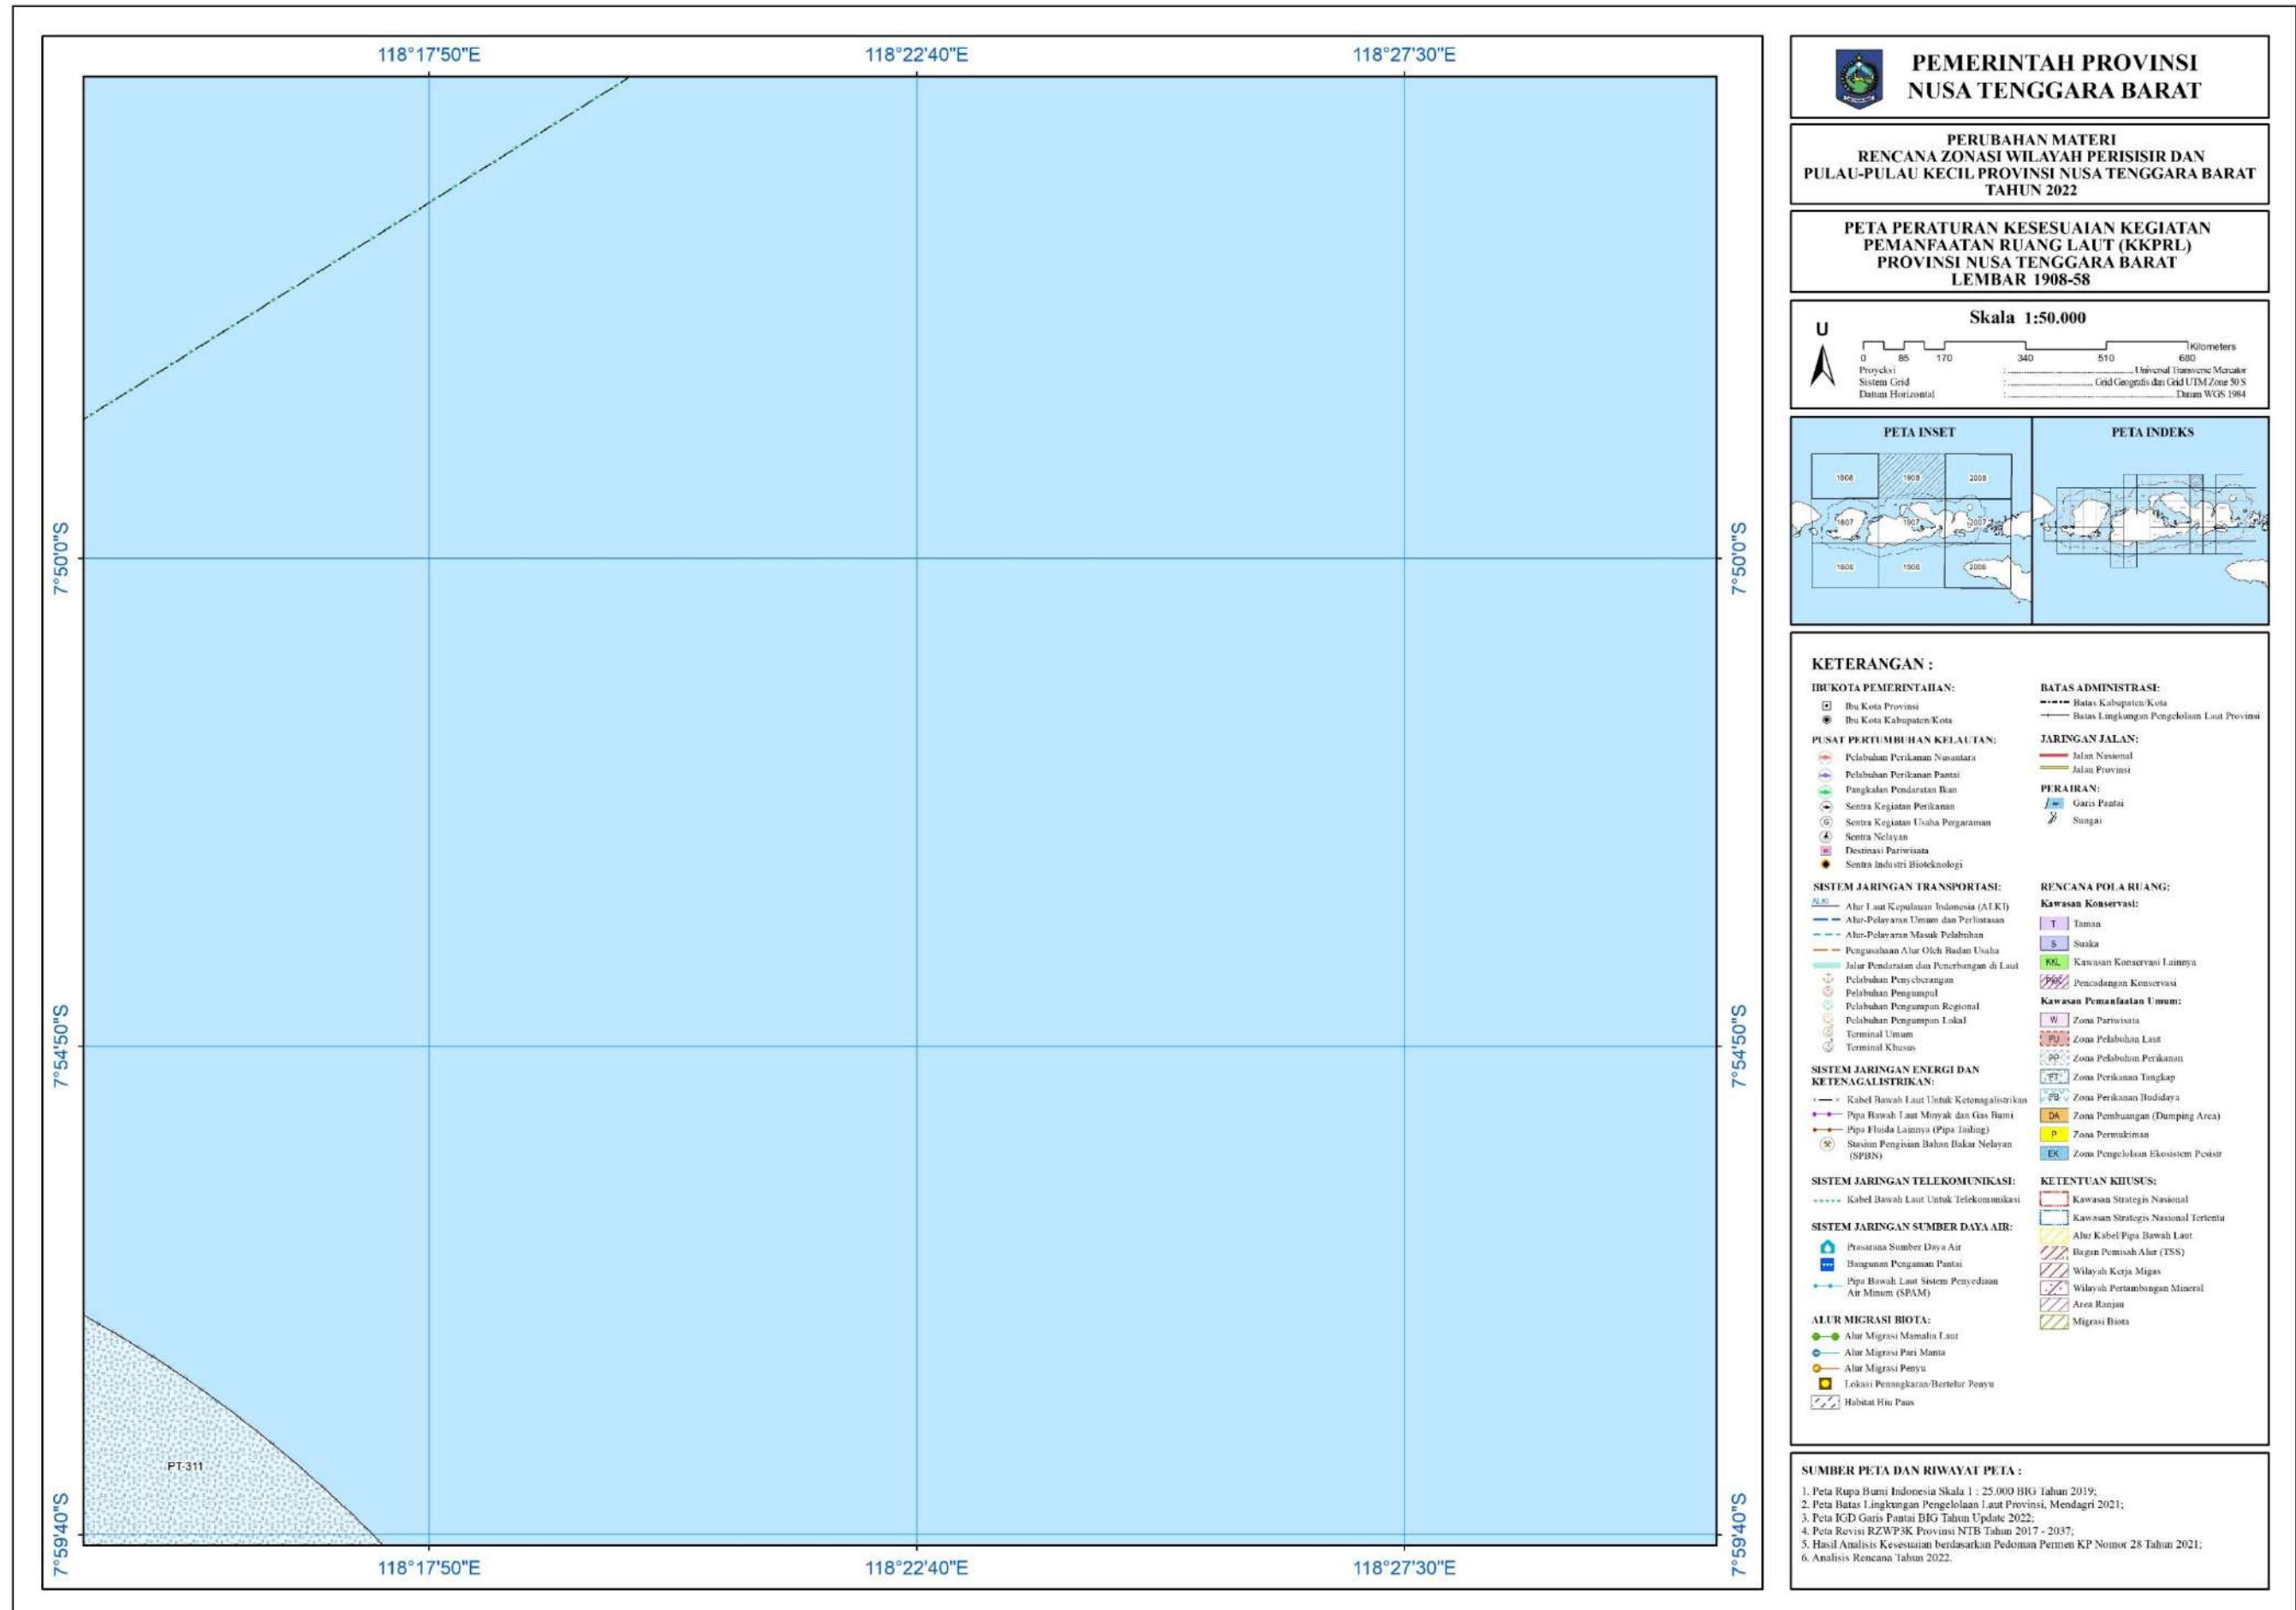 118°17'50"E
118°22'40"E
118°27'30"E
7°50'0"S
7°50'0"S
7°54'50"S
7°54'50"S
PT-311
7°59'40"S
7°59'40"S
118°17'50"E
118°22'40"E
118°27'30"E
PEMERINTAH PROVINSI
NUSA TENGGARA BARAT
PERUBAHAN MATERI
RENCANA ZONASI WILAYAH PERISISIR DAN
PULAU-PULAU KECIL PROVINSI NUSA TENGGARA BARAT
TAHUN 2022
PETA PERATURAN KESESUAIAN KEGIATAN
PEMANFAATAN RUANG LAUT (KKPRL)
PROVINSI NUSA TENGGARA BARAT
LEMBAR 1908-58
Skala 1:50.000
U
Kilometers
0 85 170 340 510 680
Proyeksi : Universal Transverse Mercator
Sistem Grid : Grid Geografis dan Grid UTM Zone 50 S
Datum Horizontal : Datum WGS 1984
PETA INSET
1808 1908 2008
1807 1907 2007
1806 1906 2006
PETA INDEKS
KETERANGAN :
IBUKOTA PEMERINTAHAN:
Ibu Kota Provinsi
Ibu Kota Kabupaten/Kota
PUSAT PERTUMBUHAN KELAUTAN:
Pelabuhan Perikanan Nusantara
Pelabuhan Perikanan Pantai
Pangkalan Pendaratan Ikan
Sentra Kegiatan Perikanan
G Sentra Kegiatan Usaha Pergaraman
Sentra Nelayan
Destinasi Pariwisata
Sentra Industri Bioteknologi
SISTEM JARINGAN TRANSPORTASI:
ALKI Alur Laut Kepulauan Indonesia (ALKI)
Alur-Pelayaran Umum dan Perlintasan
Alur-Pelayaran Masuk Pelabuhan
Pengusahaan Alur Oleh Badan Usaha
Jalur Pendaratan dan Penerbangan di Laut
Pelabuhan Penyeberangan
Pelabuhan Pengumpul
Pelabuhan Pengumpan Regional
Pelabuhan Pengumpan Lokal
Terminal Umum
Terminal Khusus
SISTEM JARINGAN ENERGI DAN
KETENAGALISTRIKAN:
Kabel Bawah Laut Untuk Ketenagalistrikan
Pipa Bawah Laut Minyak dan Gas Bumi
Pipa Fluida Lainnya (Pipa Tailing)
Stasiun Pengisian Bahan Bakar Nelayan
(SPBN)
SISTEM JARINGAN TELEKOMUNIKASI:
Kabel Bawah Laut Untuk Telekomunikasi
SISTEM JARINGAN SUMBER DAYA AIR:
Prasarana Sumber Daya Air
Bangunan Pengaman Pantai
Pipa Bawah Laut Sistem Penyediaan
Air Minum (SPAM)
ALUR MIGRASI BIOTA:
Alur Migrasi Mamalia Laut
Alur Migrasi Pari Manta
Alur Migrasi Penyu
Lokasi Penangkaran/Bertelur Penyu
Habitat Hiu Paus
BATAS ADMINISTRASI:
Batas Kabupaten/Kota
Batas Lingkungan Pengelolaan Laut Provinsi
JARINGAN JALAN:
Jalan Nasional
Jalan Provinsi
PERAIRAN:
Garis Pantai
Sungai
RENCANA POLA RUANG:
Kawasan Konservasi:
T Taman
S Suaka
KKL Kawasan Konservasi Lainnya
Pencadangan Konservasi
Kawasan Pemanfaatan Umum:
W Zona Pariwisata
PU Zona Pelabuhan Laut
PP Zona Pelabuhan Perikanan
PT Zona Perikanan Tangkap
PB Zona Perikanan Budidaya
DA Zona Pembuangan (Dumping Area)
P Zona Permukiman
EK Zona Pengelolaan Ekosistem Pesisir
KETENTUAN KHUSUS:
Kawasan Strategis Nasional
Kawasan Strategis Nasional Tertentu
Alur Kabel/Pipa Bawah Laut
Bagan Pemisah Alur (TSS)
Wilayah Kerja Migas
Wilayah Pertambangan Mineral
Area Ranjau
Migrasi Biota
SUMBER PETA DAN RIWAYAT PETA :
1. Peta Rupa Bumi Indonesia Skala 1 : 25.000 BIG Tahun 2019;
2. Peta Batas Lingkungan Pengelolaan Laut Provinsi, Mendagri 2021;
3. Peta IGD Garis Pantai BIG Tahun Update 2022;
4. Peta Revisi RZWP3K Provinsi NTB Tahun 2017 - 2037;
5. Hasil Analisis Kesesuaian berdasarkan Pedoman Permen KP Nomor 28 Tahun 2021;
6. Analisis Rencana Tahun 2022.